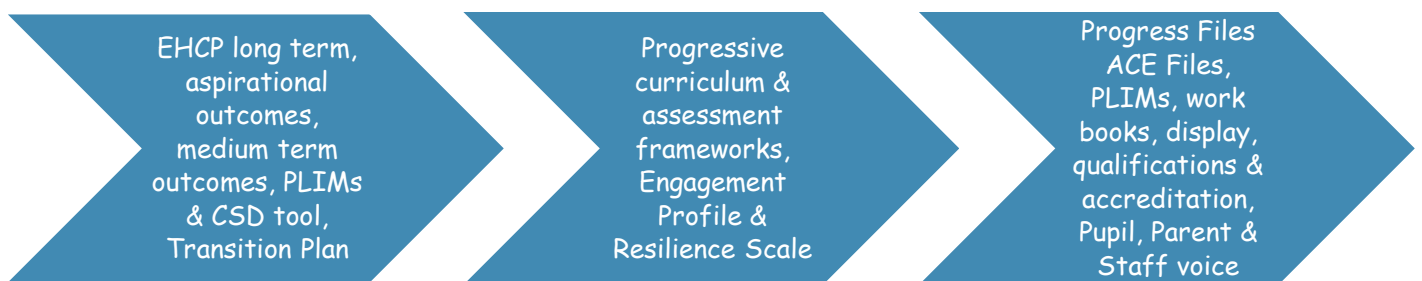 EHCP long term,
aspirational
outcomes,
medium term
outcomes, PLIMs
& CSD tool,
Transition Plan
Progressive
curriculum &
assessment
frameworks,
Engagement
Profile &
Resilience Scale
Progress Files
ACE Files,
PLIMs, work
books, display,
qualifications &
accreditation,
Pupil, Parent &
Staff voice